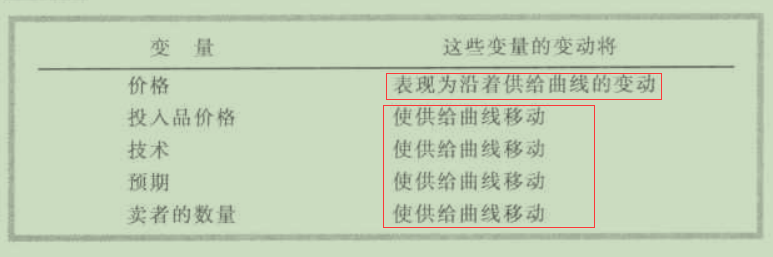 变 量 这些变量的变动将
价格 表现为沿着供给曲线的变动
投入品价格 使供给曲线移动
技术 使供给曲线移动
预期 使供给曲线移动
卖者的数量 使供给曲线移动